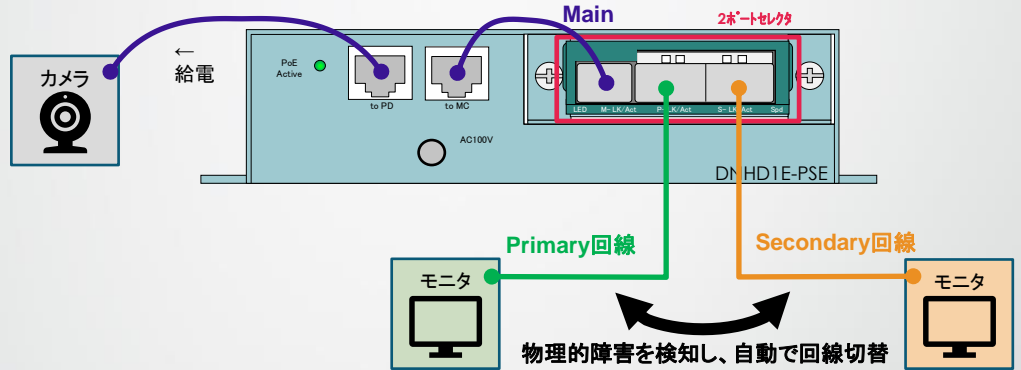 Main
2ポートセレクタ
カメラ
←
給電
PoE
Active
to PD
to MC
AC100V
LED M- LK/Act P- LK/Act S- LK/Act Spd
DNHD1E-PSE
Primary回線
Secondary回線
モニタ
モニタ
物理的障害を検知し、自動で回線切替